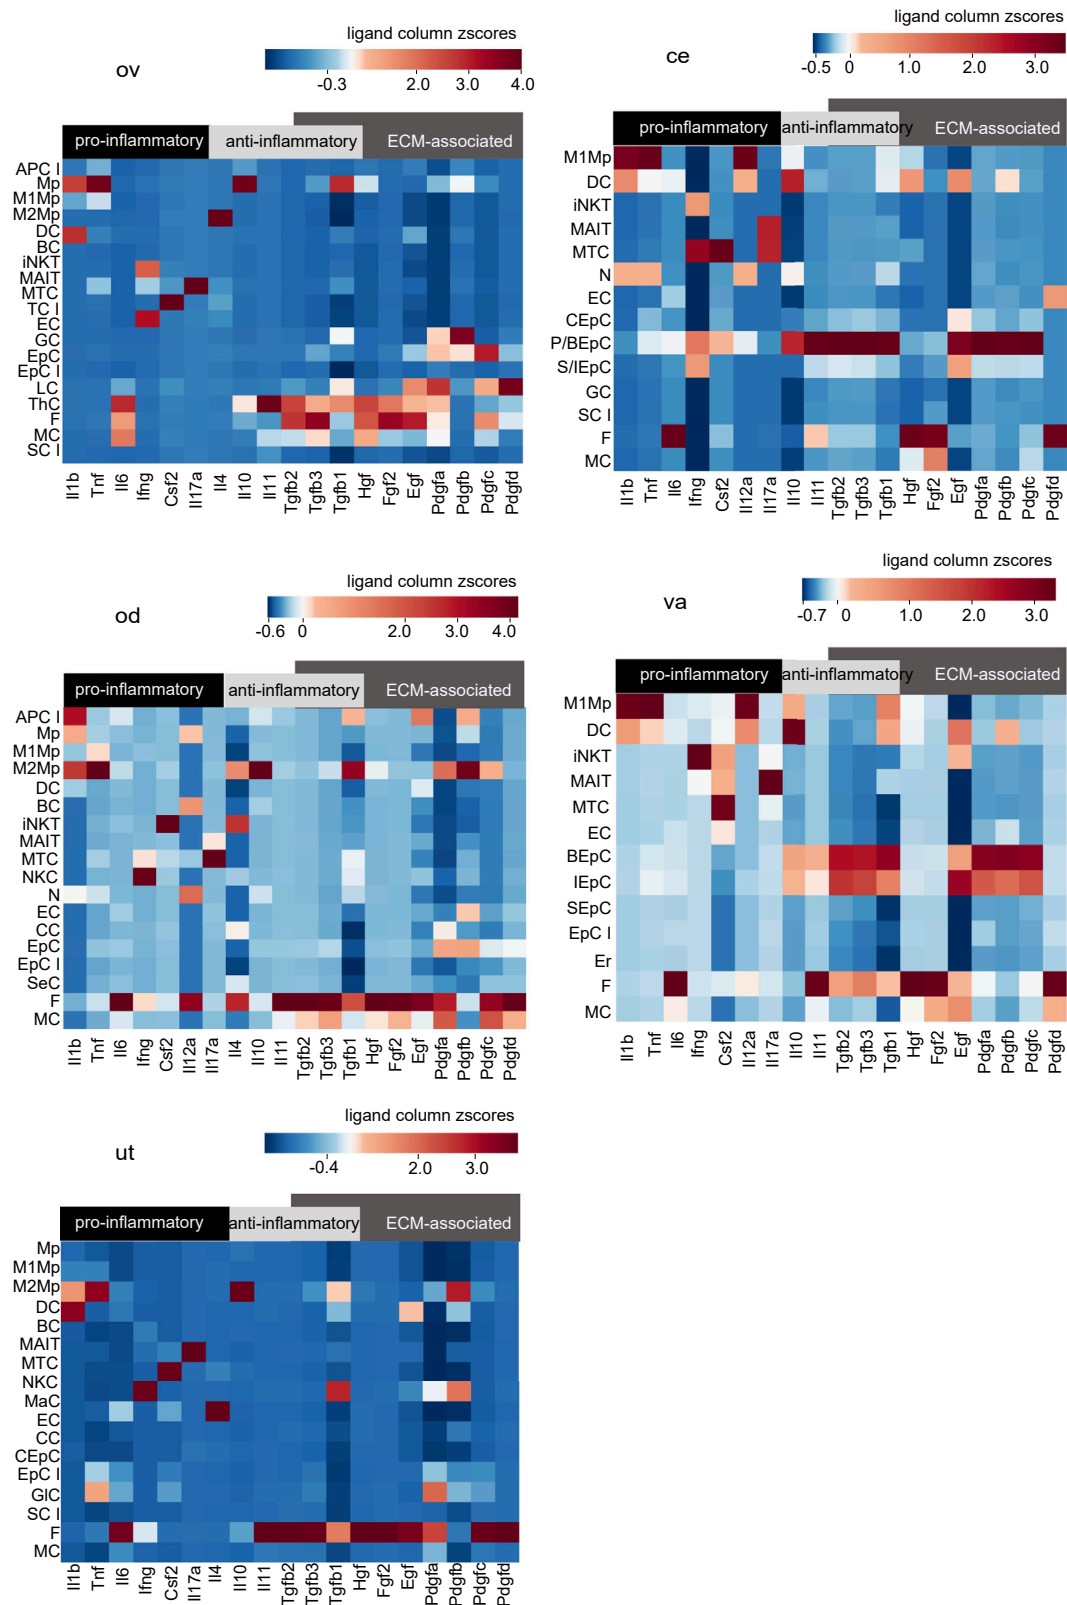 ov
ligand column zscores
-0.3 3.0 4.0
pro-inflammatory anti-inflammatory ECM-associated
APC I
Mp
M1Mp
M2Mp
DC
BC
iNKT
MAIT
MTC
TC I
EC
GC
EpC
EpC I
LC
ThC
F
MC
SC I
Il1b Tnf Il6 Ifng Csf2 Il17a Il4 Il10 Il11 Tgfb2 Tgfb3 Tgfb1 Hgf Fgf2 Egf Pdgfa Pdgfb Pdgfc Pdgfd
ce
ligand column zscores
-0.5 0 1.0 2.0 3.0
pro-inflammatory anti-inflammatory ECM-associated
M1Mp
DC
iNKT
MAIT
MTC
N
EC
CEpC
P/BEpC
S/IEpC
GC
SC I
F
MC
Il1b Tnf Il6 Ifng Csf2 Il12a Il17a Il10 Il11 Tgfb2 Tgfb3 Tgfb1 Hgf Fgf2 Egf Pdgfa Pdgfb Pdgfc Pdgfd
od
ligand column zscores
-0.6 0 2.0 3.0 4.0
pro-inflammatory anti-inflammatory ECM-associated
APC I
Mp
M1Mp
M2Mp
DC
BC
iNKT
MAIT
MTC
NKC
N
EC
CC
EpC
EpC I
SeC
F
MC
Il1b Tnf Il6 Ifng Csf2 Il12a Il17a Il4 Il10 Il11 Tgfb2 Tgfb3 Tgfb1 Hgf Fgf2 Egf Pdgfa Pdgfb Pdgfc Pdgfd
va
ligand column zscores
-0.7 0 1.0 2.0 3.0
pro-inflammatory anti-inflammatory ECM-associated
M1Mp
DC
iNKT
MAIT
MTC
EC
BEpC
IEpC
SEpC
EpC I
Er
F
MC
Il1b Tnf Il6 Ifng Csf2 Il12a Il17a Il10 Il11 Tgfb2 Tgfb3 Tgfb1 Hgf Fgf2 Egf Pdgfa Pdgfb Pdgfc Pdgfd
ut
ligand column zscores
-0.4 2.0 3.0
pro-inflammatory anti-inflammatory ECM-associated
Mp
M1Mp
M2Mp
DC
BC
MAIT
MTC
NKC
MaC
EC
CC
CEpC
EpC I
GlC
SC I
F
MC
Il1b Tnf Il6 Ifng Csf2 Il17a Il4 Il10 Il11 Tgfb2 Tgfb3 Tgfb1 Hgf Fgf2 Egf Pdgfa Pdgfb Pdgfc Pdgfd